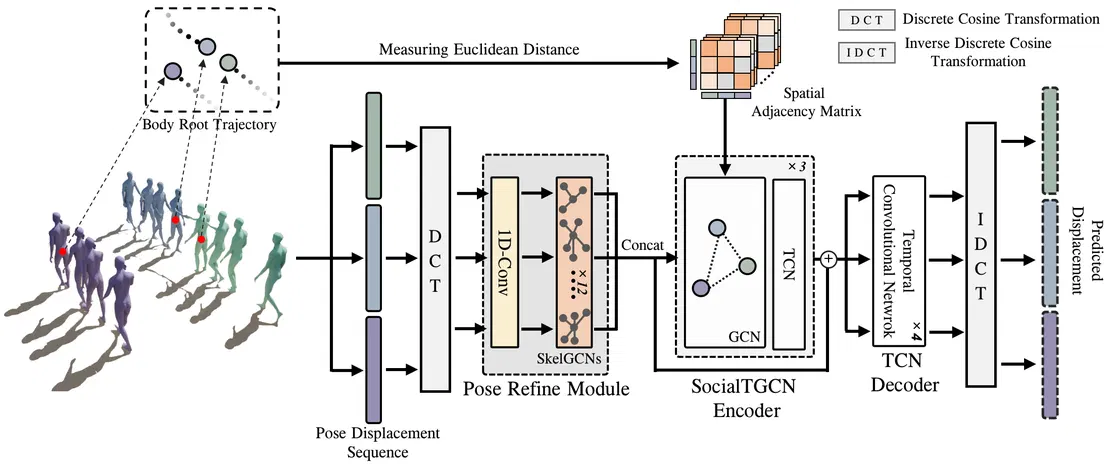 D C T
Discrete Cosine Transformation
I D C T
Inverse Discrete Cosine
Transformation
Measuring Euclidean Distance
Body Root Trajectory
Spatial
Adjacency Matrix
× 3
D
C
T
1D-Conv
×12
SkelGCNs
Pose Refine Module
Concat
GCN
TCN
SocialTGCN
Encoder
+
Temporal
Convolutional Netwrok
×4
TCN
Decoder
I
D
C
T
Predicted
Displacement
Pose Displacement
Sequence